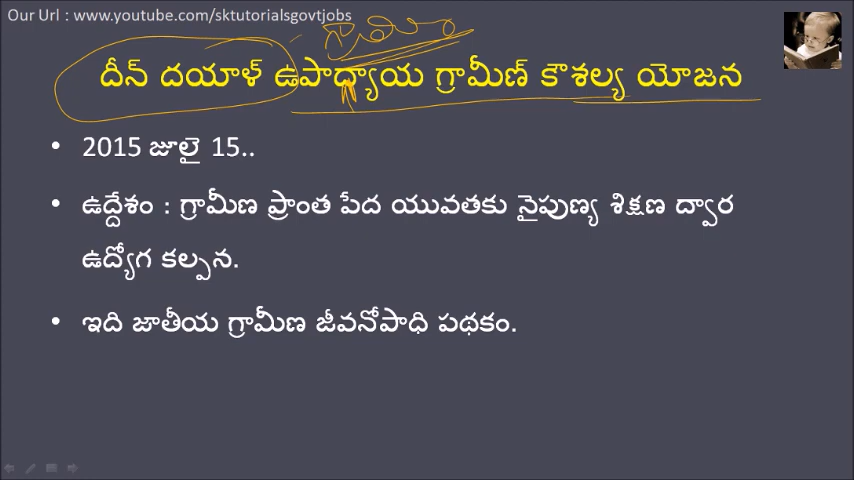 Our Url : www.youtube.com/sktutorialsgovtjobs
దీన్ దయాళ్ ఉపాధ్యాయ గ్రామీణ్ కౌశల్య యోజన
• 2015 జూలై 15..
• ఉద్దేశం : గ్రామీణ ప్రాంత పేద యువతకు నైపుణ్య శిక్షణ ద్వార
ఉద్యోగ కల్పన.
• ఇది జాతీయ గ్రామీణ జీవనోపాధి పథకం.